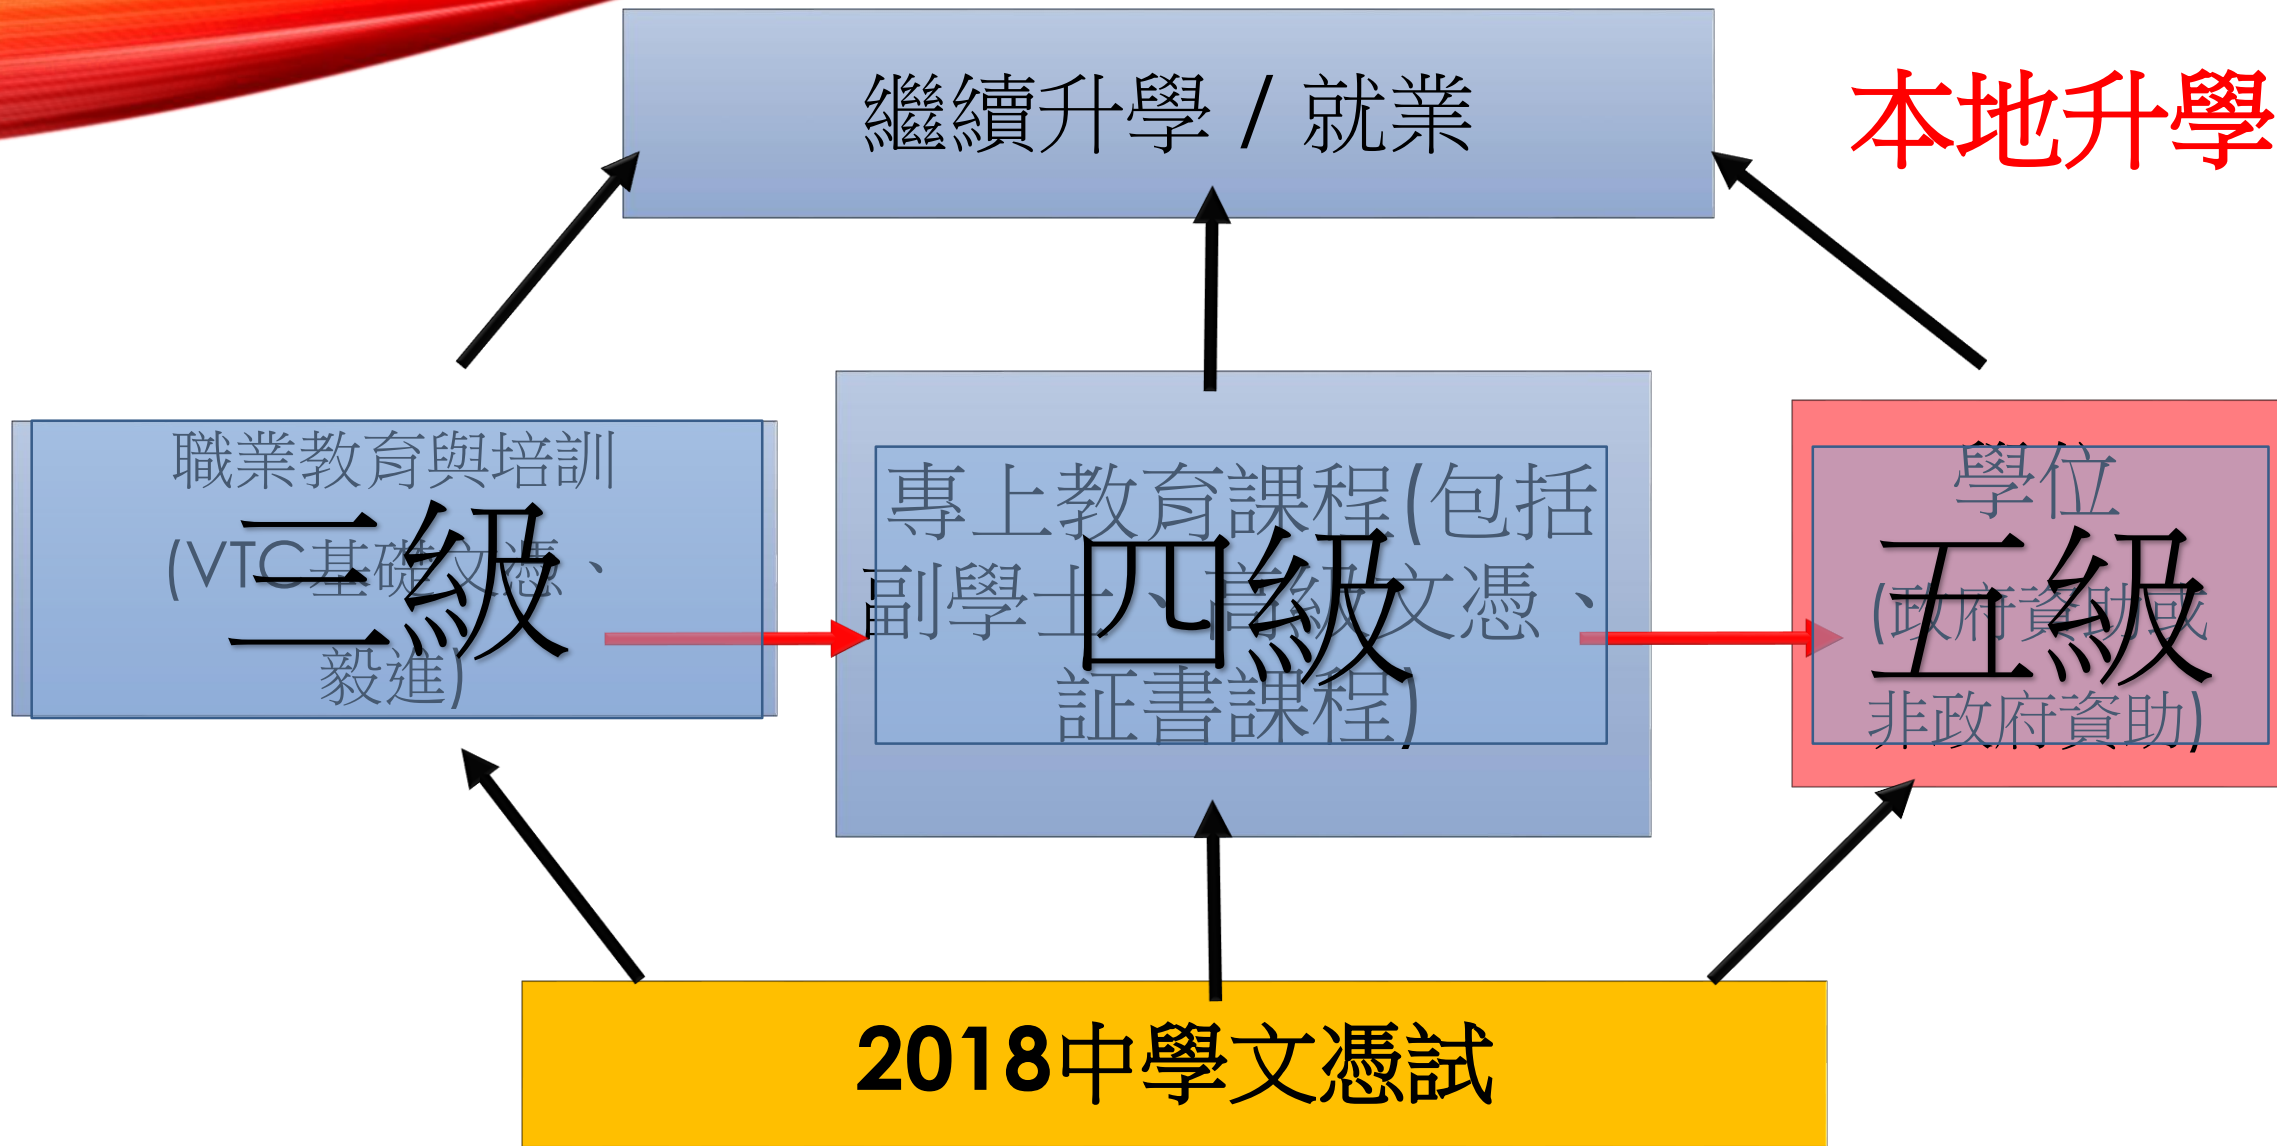 繼續升學 / 就業
本地升學
職業教育與培訓
(VTC基礎文憑、
毅進)
三級
專上教育課程(包括
副學士、高級文憑、
証書課程)
四級
學位
(政府資助或
非政府資助)
五級
2018中學文憑試